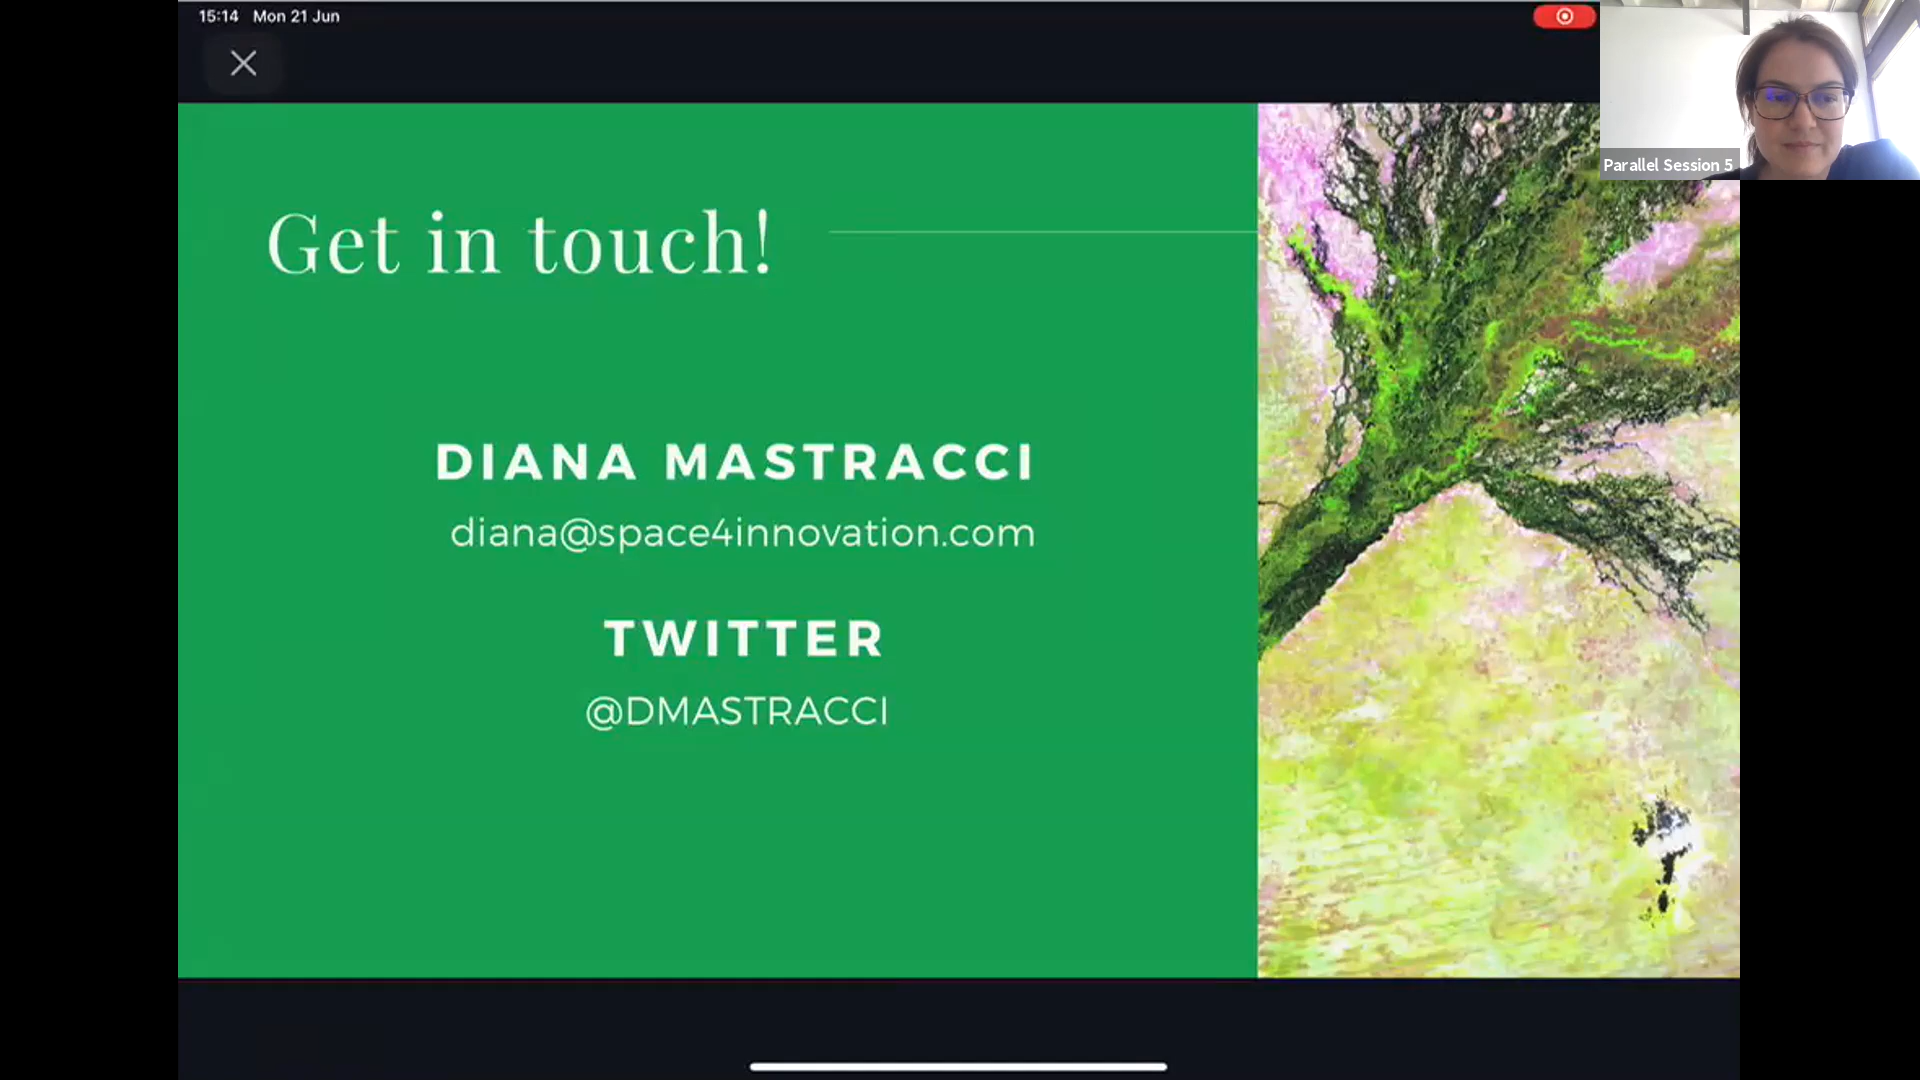 15:14 Mon 21 Jun
Parallel Session 5
Get in touch!
DIANA MASTRACCI
diana@space4innovation.com
TWITTER
@DMASTRACCI